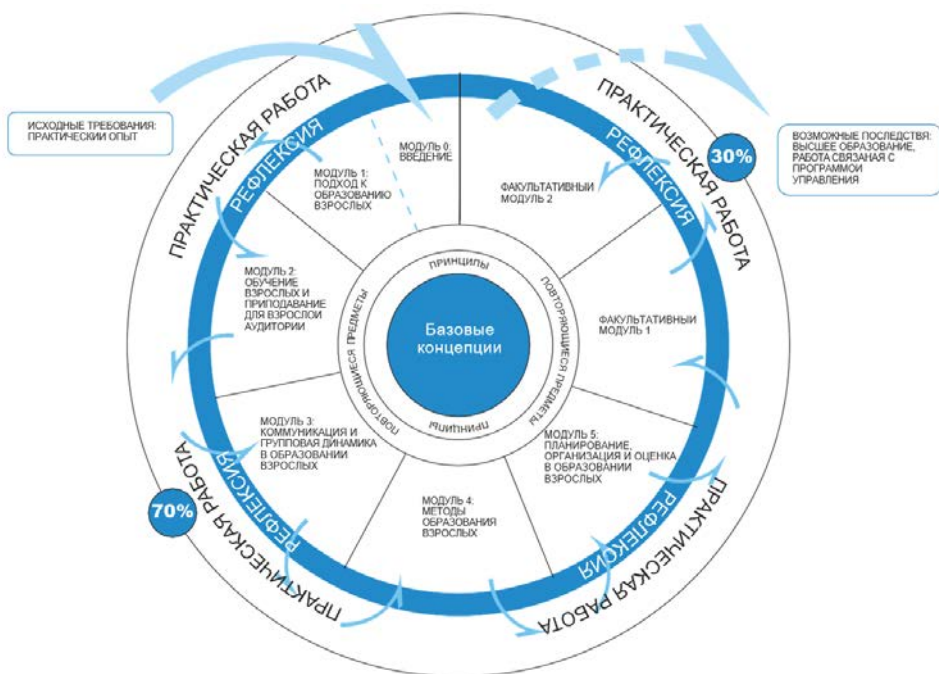 ИСХОДНЫЕ ТРЕБОВАНИЯ:
ПРАКТИЧЕСКИЙ ОПЫТ
ПРАКТИЧЕСКАЯ РАБОТА
РЕФЛЕКСИЯ
МОДУЛЬ 0:
ВВЕДЕНИЕ
МОДУЛЬ 1:
ПОДХОД К
ОБРАЗОВАНИЮ
ВЗРОСЛЫХ
МОДУЛЬ 2:
ОБУЧЕНИЕ
ВЗРОСЛЫХ И
ПРИПОДАВАНИЕ
ДЛЯ ВЗРОСЛОЙ
АУДИТОРИИ
МОДУЛЬ 3:
КОММУНИКАЦИЯ И
ГРУППОВАЯ ДИНАМИКА
В ОБРАЗОВАНИИ
ВЗРОСЛЫХ
70%
РЕФЛЕКСИЯ
ПРАКТИЧЕСКАЯ РАБОТА
МОДУЛЬ 4:
МЕТОДЫ
ОБРАЗОВАНИЯ
ВЗРОСЛЫХ
МОДУЛЬ 5:
ПЛАНИРОВАНИЕ,
ОРГАНИЗАЦИЯ И ОЦЕНКА
В ОБРАЗОВАНИИ
ВЗРОСЛЫХ
РЕФЛЕКСИЯ
ПРАКТИЧЕСКАЯ РАБОТА
ФАКУЛЬТАТИВНЫЙ
МОДУЛЬ 1
ФАКУЛЬТАТИВНЫЙ
МОДУЛЬ 2
РЕФЛЕКСИЯ
ПРАКТИЧЕСКАЯ РАБОТА
30%
ВОЗМОЖНЫЕ ПОСЛЕДСТВЯ:
ВЫСШЕЕ ОБРАЗОВАНИЕ,
РАБОТА СВЯЗАНАЯ С
ПРОГРАММОЙ
УПРАВЛЕНИЯ
ПРИНЦИПЫ
ПОВТОРЯЮЩИЕСЯ ПРЕДМЕТЫ
ПРИНЦИПЫ
ПОВТОРЯЮЩИЕСЯ ПРЕДМЕТЫ
Базовые
концепции